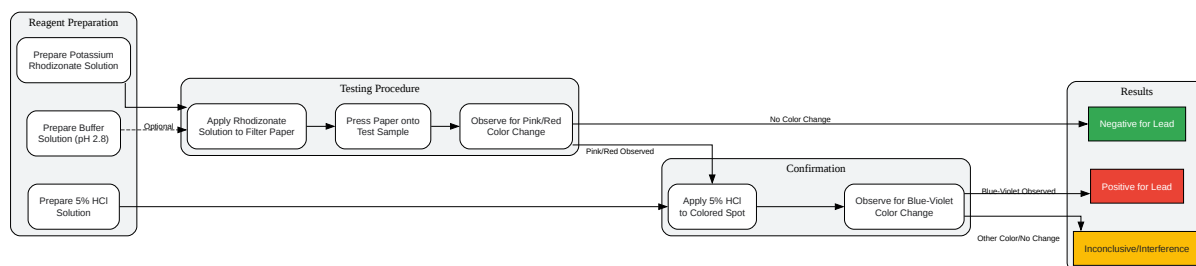 Reagent Preparation
Prepare Potassium
Rhodizonate Solution
Prepare Buffer
Solution (pH 2.8)
Optional
Prepare 5% HCl
Solution
Testing Procedure
Apply Rhodizonate
Solution to Filter Paper
Press Paper onto
Test Sample
Observe for Pink/Red
Color Change
No Color Change
Pink/Red Observed
Confirmation
Apply 5% HCl
to Colored Spot
Observe for Blue-Violet
Color Change
Blue-Violet Observed
Other Color/No Change
Results
Negative for Lead
Positive for Lead
Inconclusive/Interference